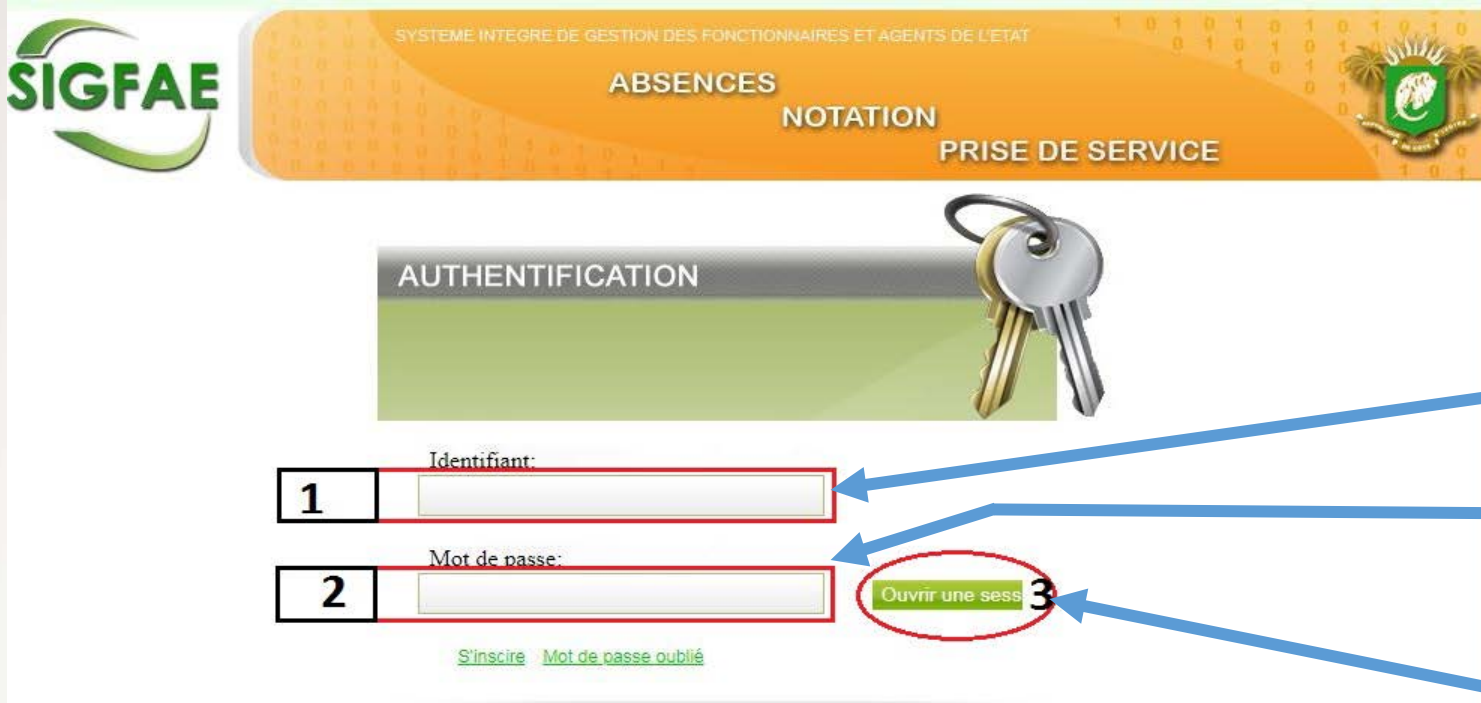 SIGFAE
SYSTEME INTEGRE DE GESTION DES FONCTIONNAIRES ET AGENTS DE L'ETAT
ABSENCES
NOTATION
PRISE DE SERVICE
AUTHENTIFICATION
Identifiant:
1
Mot de passe:
2
Ouvrir une sess 3
S'inscire Mot de passe oublié